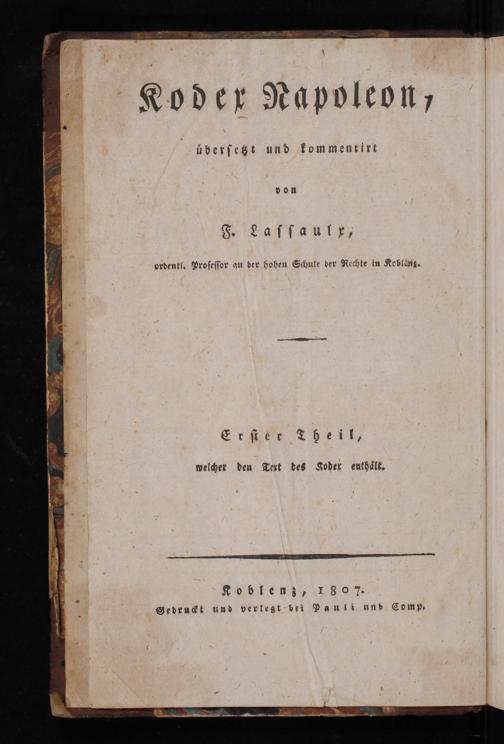 Kodex Napoleon,
übersetzt und kommentirt
von
F. Lassaulx,
ordentl. Professor an der hohen Schule der Rechte in Koblenz.
Erster Theil,
welcher den Text des Kodex enthält.
Koblenz, 1807.
Gedruckt und verlegt bei Pauli und Comp.